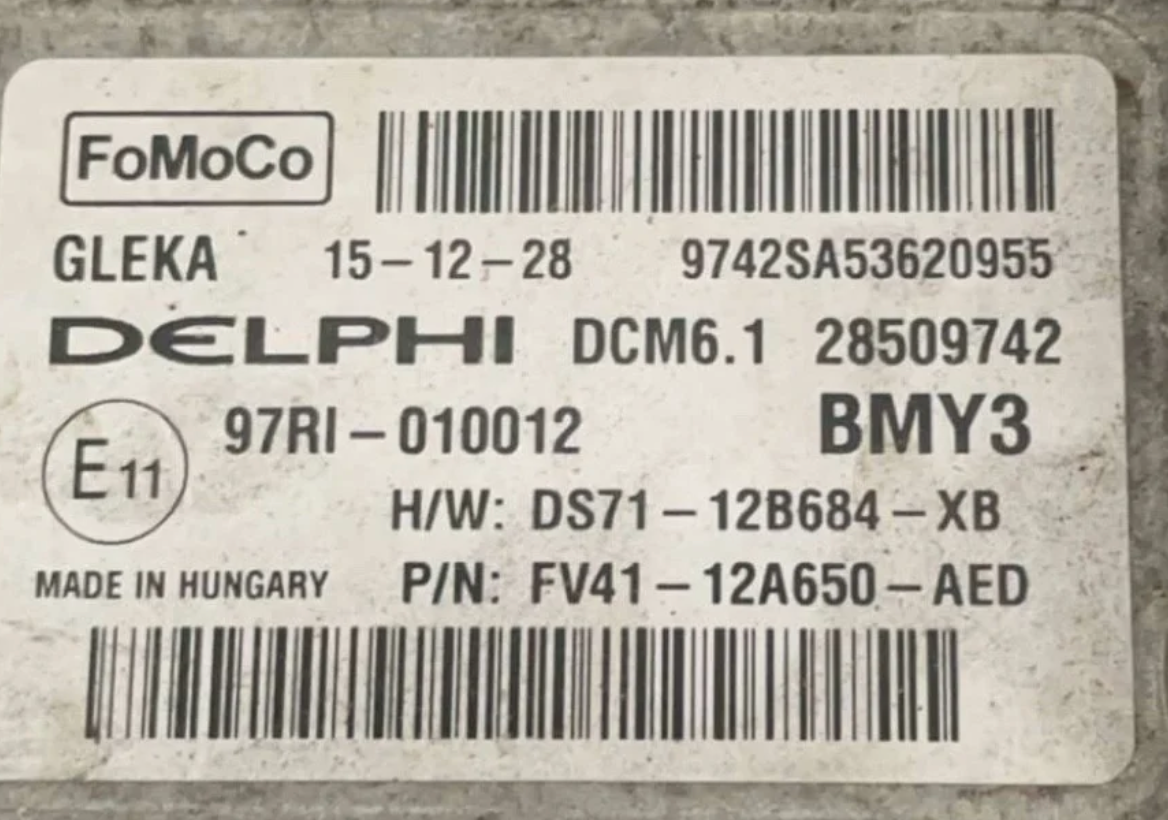 FoMoCo
GLEKA 15-12-28 9742SA53620955
DELPHI DCM6.1 28509742
97RI-010012 BMY3
E11
H/W: DS71-12B684-XB
MADE IN HUNGARY P/N: FV41-12A650-AED